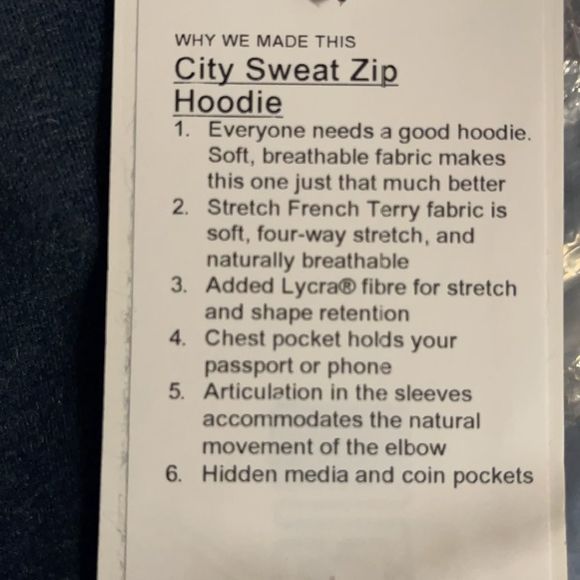 WHY WE MADE THIS
City Sweat Zip
Hoodie
1. Everyone needs a good hoodie.
Soft, breathable fabric makes
this one just that much better
2. Stretch French Terry fabric is
soft, four-way stretch, and
naturally breathable
3. Added Lycra® fibre for stretch
and shape retention
4. Chest pocket holds your
passport or phone
5. Articulation in the sleeves
accommodates the natural
movement of the elbow
6. Hidden media and coin pockets